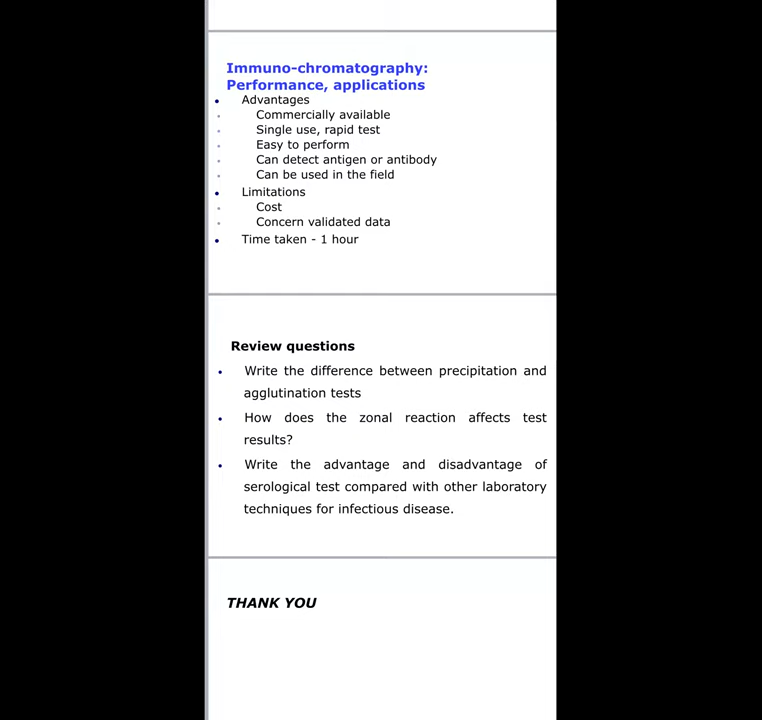 Immuno-chromatography:
Performance, applications
• Advantages
• Commercially available
• Single use, rapid test
• Easy to perform
• Can detect antigen or antibody
• Can be used in the field
• Limitations
• Cost
• Concern validated data
• Time taken - 1 hour
Review questions
• Write the difference between precipitation and
agglutination tests
• How does the zonal reaction affects test
results?
• Write the advantage and disadvantage of
serological test compared with other laboratory
techniques for infectious disease.
THANK YOU